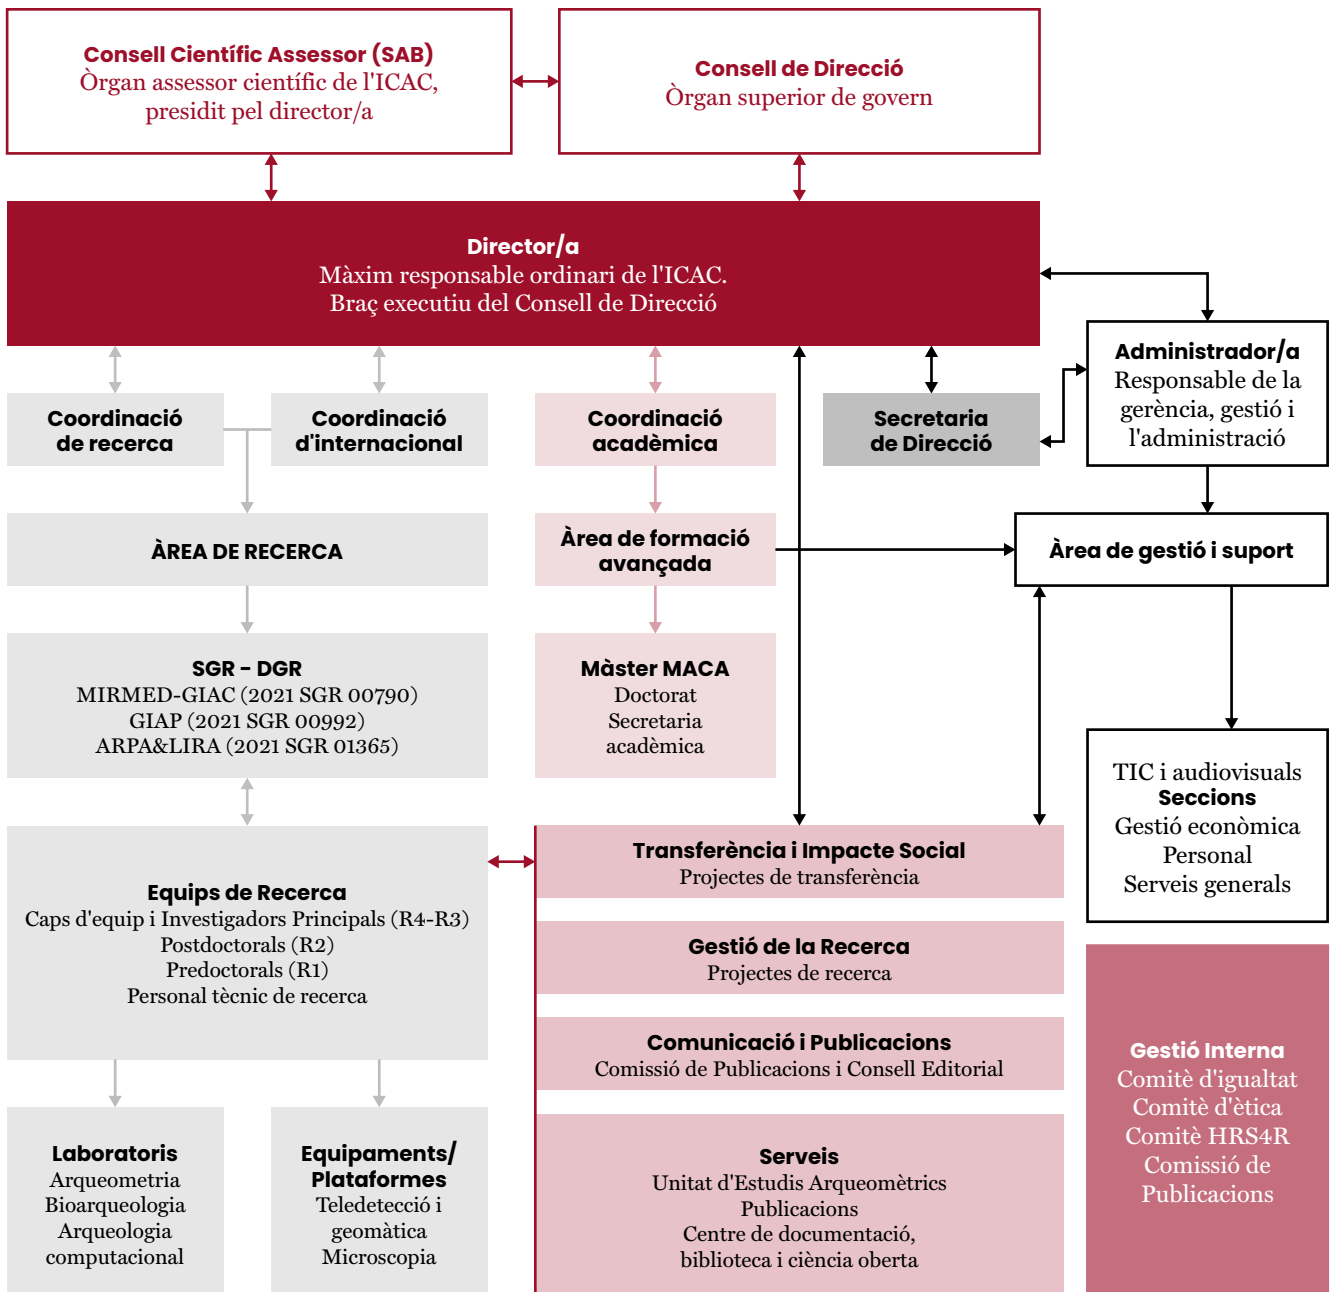 Consell Científic Assessor (SAB)
Òrgan assessor científic de l'ICAC,
presidit pel director/a
Consell de Direcció
Òrgan superior de govern
Director/a
Màxim responsable ordinari de l'ICAC.
Braç executiu del Consell de Direcció
Administrador/a
Responsable de la
gerència, gestió i
l'administració
Coordinació
de recerca
Coordinació
d'internacional
Coordinació
acadèmica
Secretaria
de Direcció
ÀREA DE RECERCA
Àrea de formació
avançada
Àrea de gestió i suport
SGR - DGR
MIRMED-GIAC (2021 SGR 00790)
GIAP (2021 SGR 00992)
ARPA&LIRA (2021 SGR 01365)
Màster MACA
Doctorat
Secretaria
acadèmica
TIC i audiovisuals
Seccions
Gestió econòmica
Personal
Serveis generals
Equips de Recerca
Caps d'equip i Investigadors Principals (R4-R3)
Postdoctorals (R2)
Predoctorals (R1)
Personal tècnic de recerca
Transferència i Impacte Social
Projectes de transferència
Gestió de la Recerca
Projectes de recerca
Comunicació i Publicacions
Comissió de Publicacions i Consell Editorial
Gestió Interna
Comitè d'igualtat
Comitè d'ètica
Comitè HRS4R
Comissió de
Publicacions
Laboratoris
Arqueometria
Bioarqueologia
Arqueologia
computacional
Equipaments/
Plataformes
Teledetecció i
geomàtica
Microscopia
Serveis
Unitat d'Estudis Arqueomètrics
Publicacions
Centre de documentació,
biblioteca i ciència oberta